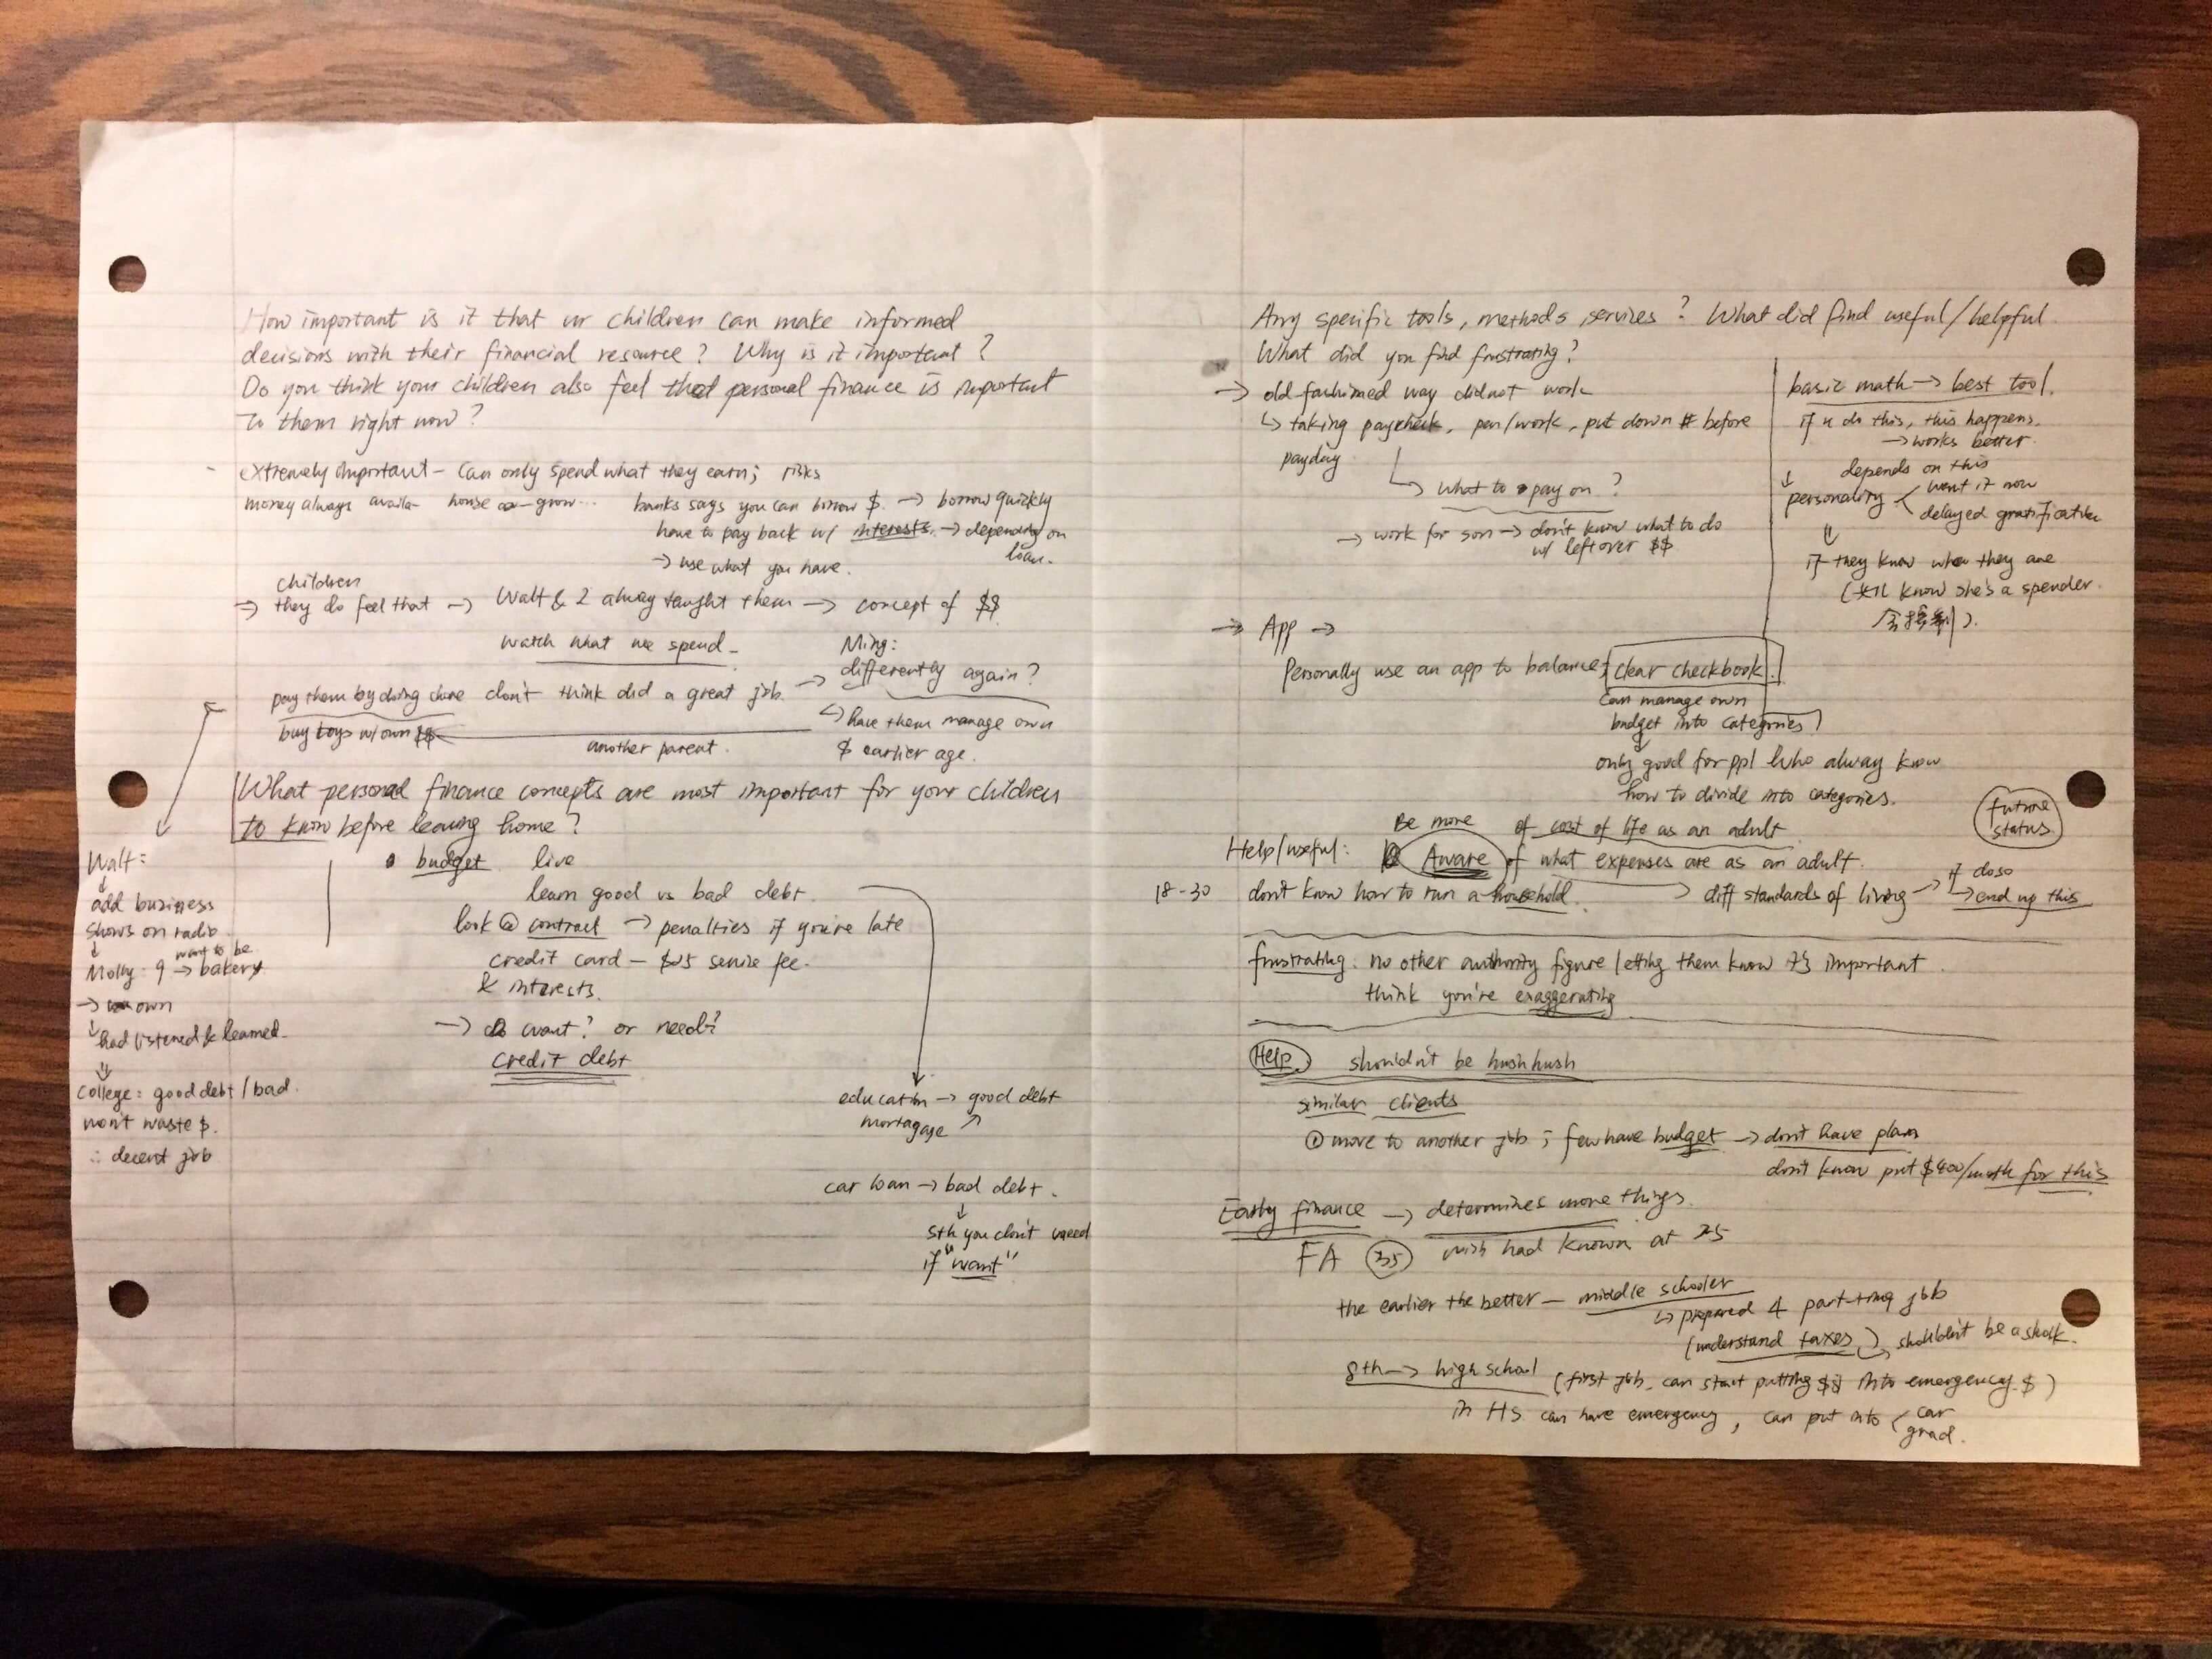 How important is it that ur children can make informed
decisions with their financial resource? Why is it important?
Do you think your children also feel that personal finance is important
to them right now?
extremely important - Can only spend what they earn; risks
money always availa- house grow...
banks says you can borrow $. → borrow quickly
have to pay back w/ interests. → depending on
loan.
→ use what you have.
children
→ they do feel that → Walt & I alway taught them → concept of $$
watch what we spend
Ming:
differently again?
pay them by doing chore don't think did a great job. →
↳ have them manage own
$ earlier age.
buy toys w/ own $$
another parent.
What personal finance concepts are most important for your children
to know before leaving home?
Walt:
↓
add business
shows on radio
↓
want to be
Molly: 9 → bakery
→ own
↓
had listened & learned.
⇓
College: good debt / bad
won't waste $.
∴ decent job
• budget live
learn good vs bad debt.
look @ contract → penalties if you're late
credit card - $25 servise fee.
& interests.
→ want? or need?
credit debt
education → good debt
mortagage ↗
car loan → bad debt.
↓
sth you don't need
if "want"
Any specific tools, methods, services? What did find useful/helpful
What did you find frustrating?
→ old-fashioned way did not work
↳ taking paycheck, pen/work, put down # before
payday
↳ what to pay on?
→ work for son → don't know what to do
w/ leftover $$
basic math → best tool.
if u do this, this happens.
→ works better.
↓ depends on this
personality < want it now
delayed gratification
⇓
if they know who they are
know she's a spender.
→ App →
Personally use an app to balance, clear checkbook!
can manage own
budget into categories
only good for ppl who alway know
how to divide into categories.
future
status
Be more of cost of life as an adult
Help/useful: Aware of what expenses are as an adult.
18-30 don't know how to run a household.
→ diff standards of living → if do so
→ end up this
frustrating: no other authority figure letting them know it's important
think you're exaggerating
Help shouldn't be hush hush
similar clients
① move to another job; few have budget → don't have plan
don't know put $400/month for this
Early finance → determines more things.
FA 35 wish had known at 25
the earlier the better - middle schooler
↳ prepared 4 part-time job
(understand taxes) shouldn't be a shock.
8th → high school (first job, can start putting $$ into emergency $)
in HS can have emergency, can put into < car
grad.